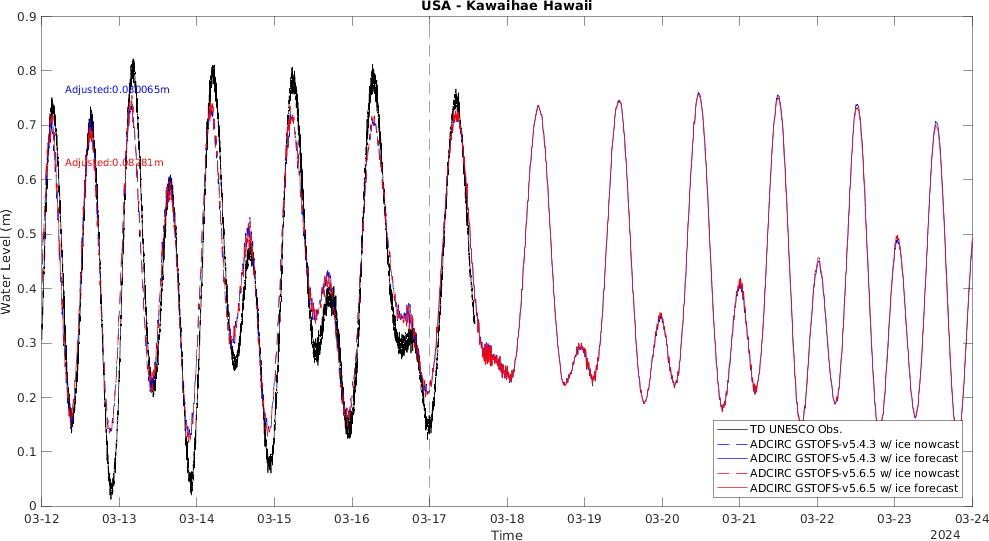 USA - Kawaihae Hawaii
0.9
0.8
Adjusted:0.080065m
0.7
Adjusted:0.08281m
0.6
0.5
Water Level (m)
0.4
0.3
0.2
0.1
0
TD UNESCO Obs.
ADCIRC GSTOFS-v5.4.3 w/ ice nowcast
ADCIRC GSTOFS-v5.4.3 w/ ice forecast
ADCIRC GSTOFS-v5.6.5 w/ ice nowcast
ADCIRC GSTOFS-v5.6.5 w/ ice forecast
03-12 03-13 03-14 03-15 03-16 03-17 03-18 03-19 03-20 03-21 03-22 03-23 03-24
Time
2024